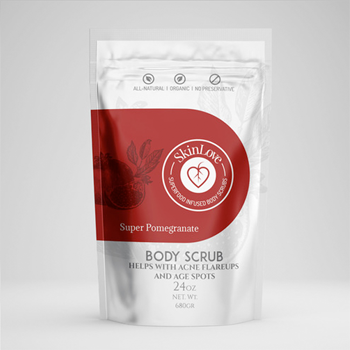 ALL-NATURAL | ORGANIC | NO PRESERVATIVE
SkinLove
SUPERFOOD INFUSED BODY SCRUBS
Super Pomegranate
BODY SCRUB
HELPS WITH ACNE FLAREUPS
AND AGE SPOTS
24OZ
NET. WT.
680GR